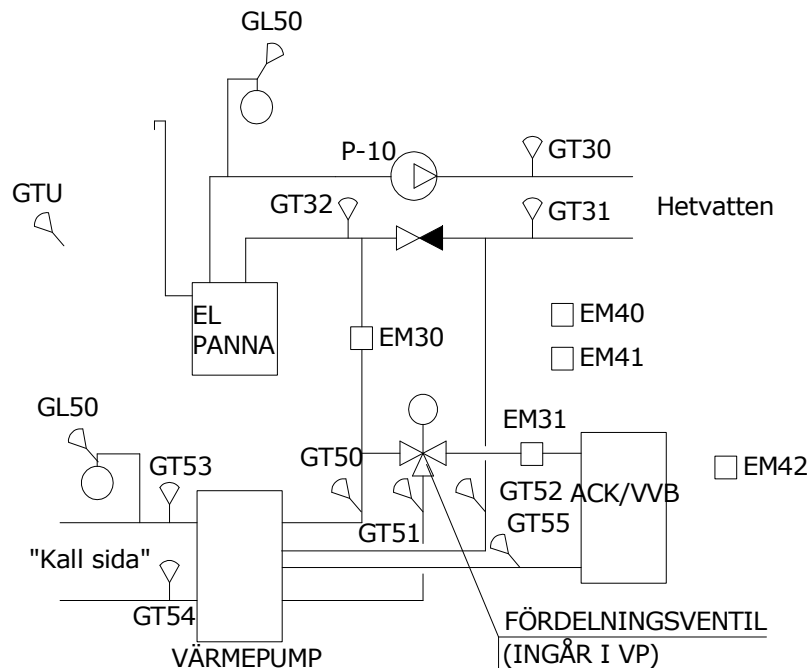 GL50
P-10
GT30
GTU
GT32
GT31
Hetvatten
EL
PANNA
EM30
EM40
EM41
GL50
GT53
GT50
EM31
EM42
GT52
ACK/VVB
GT51
GT55
"Kall sida"
GT54
VÄRMEPUMP
FÖRDELNINGSVENTIL
(INGÅR I VP)